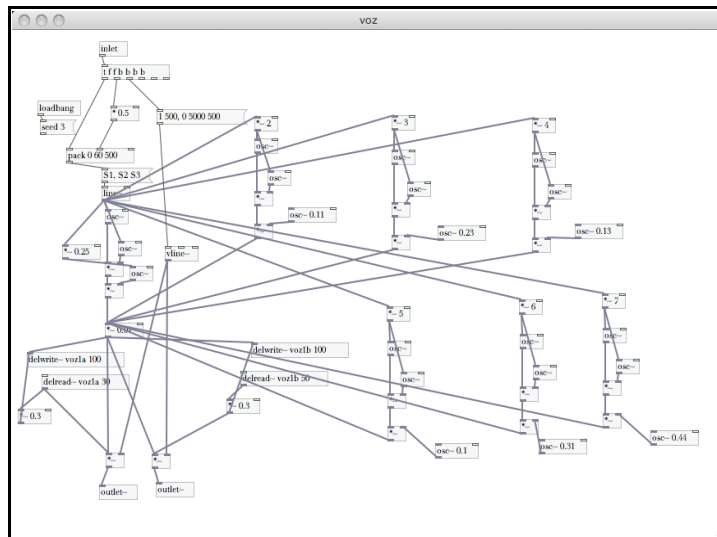 voz
inlet
t f f b b b b
loadbang
* 0.5
1 500, 0 5000 500
*~ 2
*~ 3
*~ 4
seed 3
osc~
osc~
osc~
pack 0 60 500
S1, S2 S3
osc~
osc~
osc~
line~
*~
*~
*~
osc~
osc~ 0.11
*~ 0.25
osc~
vline~
*~
osc~ 0.23
osc~ 0.13
*~
*~
*~
osc~
*~
*~ 5
*~ 6
*~ 7
delwrite~ voz1a 100
delwrite~ voz1b 100
osc~
osc~
osc~
delread~ voz1a 30
delread~ voz1b 50
osc~
osc~
osc~
*~ 0.3
*~ 0.3
*~
*~
*~
*~
*~
*~
osc~ 0.1
osc~ 0.31
osc~ 0.44
*~
*~
outlet~
outlet~